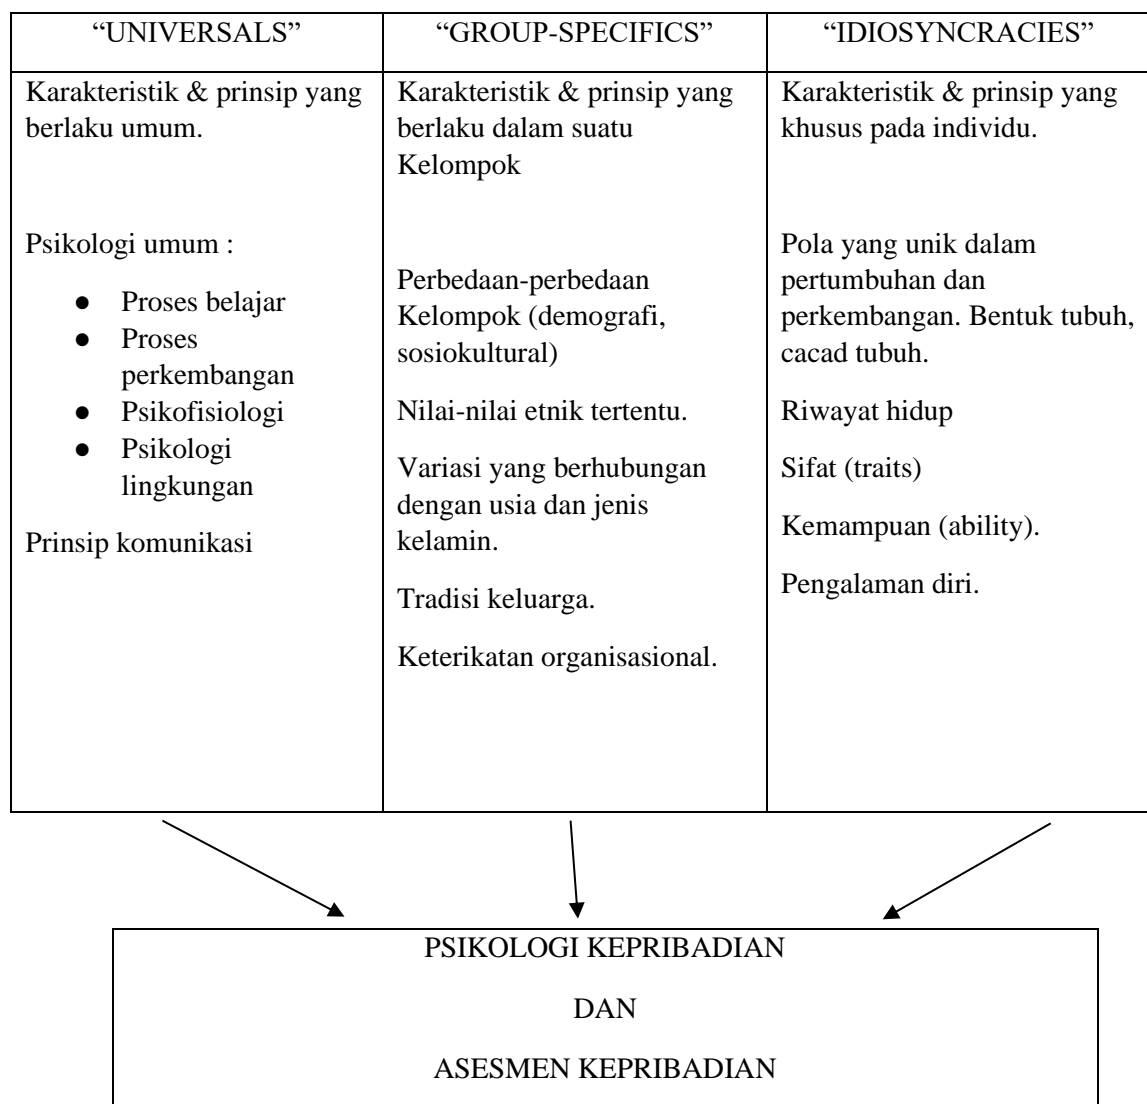 “UNIVERSALS”
“GROUP-SPECIFICS”
“IDIOSYNCRACIES”
Karakteristik & prinsip yang
berlaku umum.
Psikologi umum :
● Proses belajar
● Proses
perkembangan
● Psikofisiologi
● Psikologi
lingkungan
Prinsip komunikasi
Karakteristik & prinsip yang
berlaku dalam suatu
Kelompok
Perbedaan-perbedaan
Kelompok (demografi,
sosiokultural)
Nilai-nilai etnik tertentu.
Variasi yang berhubungan
dengan usia dan jenis
kelamin.
Tradisi keluarga.
Keterikatan organisasional.
Karakteristik & prinsip yang
khusus pada individu.
Pola yang unik dalam
pertumbuhan dan
perkembangan. Bentuk tubuh,
cacad tubuh.
Riwayat hidup
Sifat (traits)
Kemampuan (ability).
Pengalaman diri.
PSIKOLOGI KEPRIBADIAN
DAN
ASESMEN KEPRIBADIAN